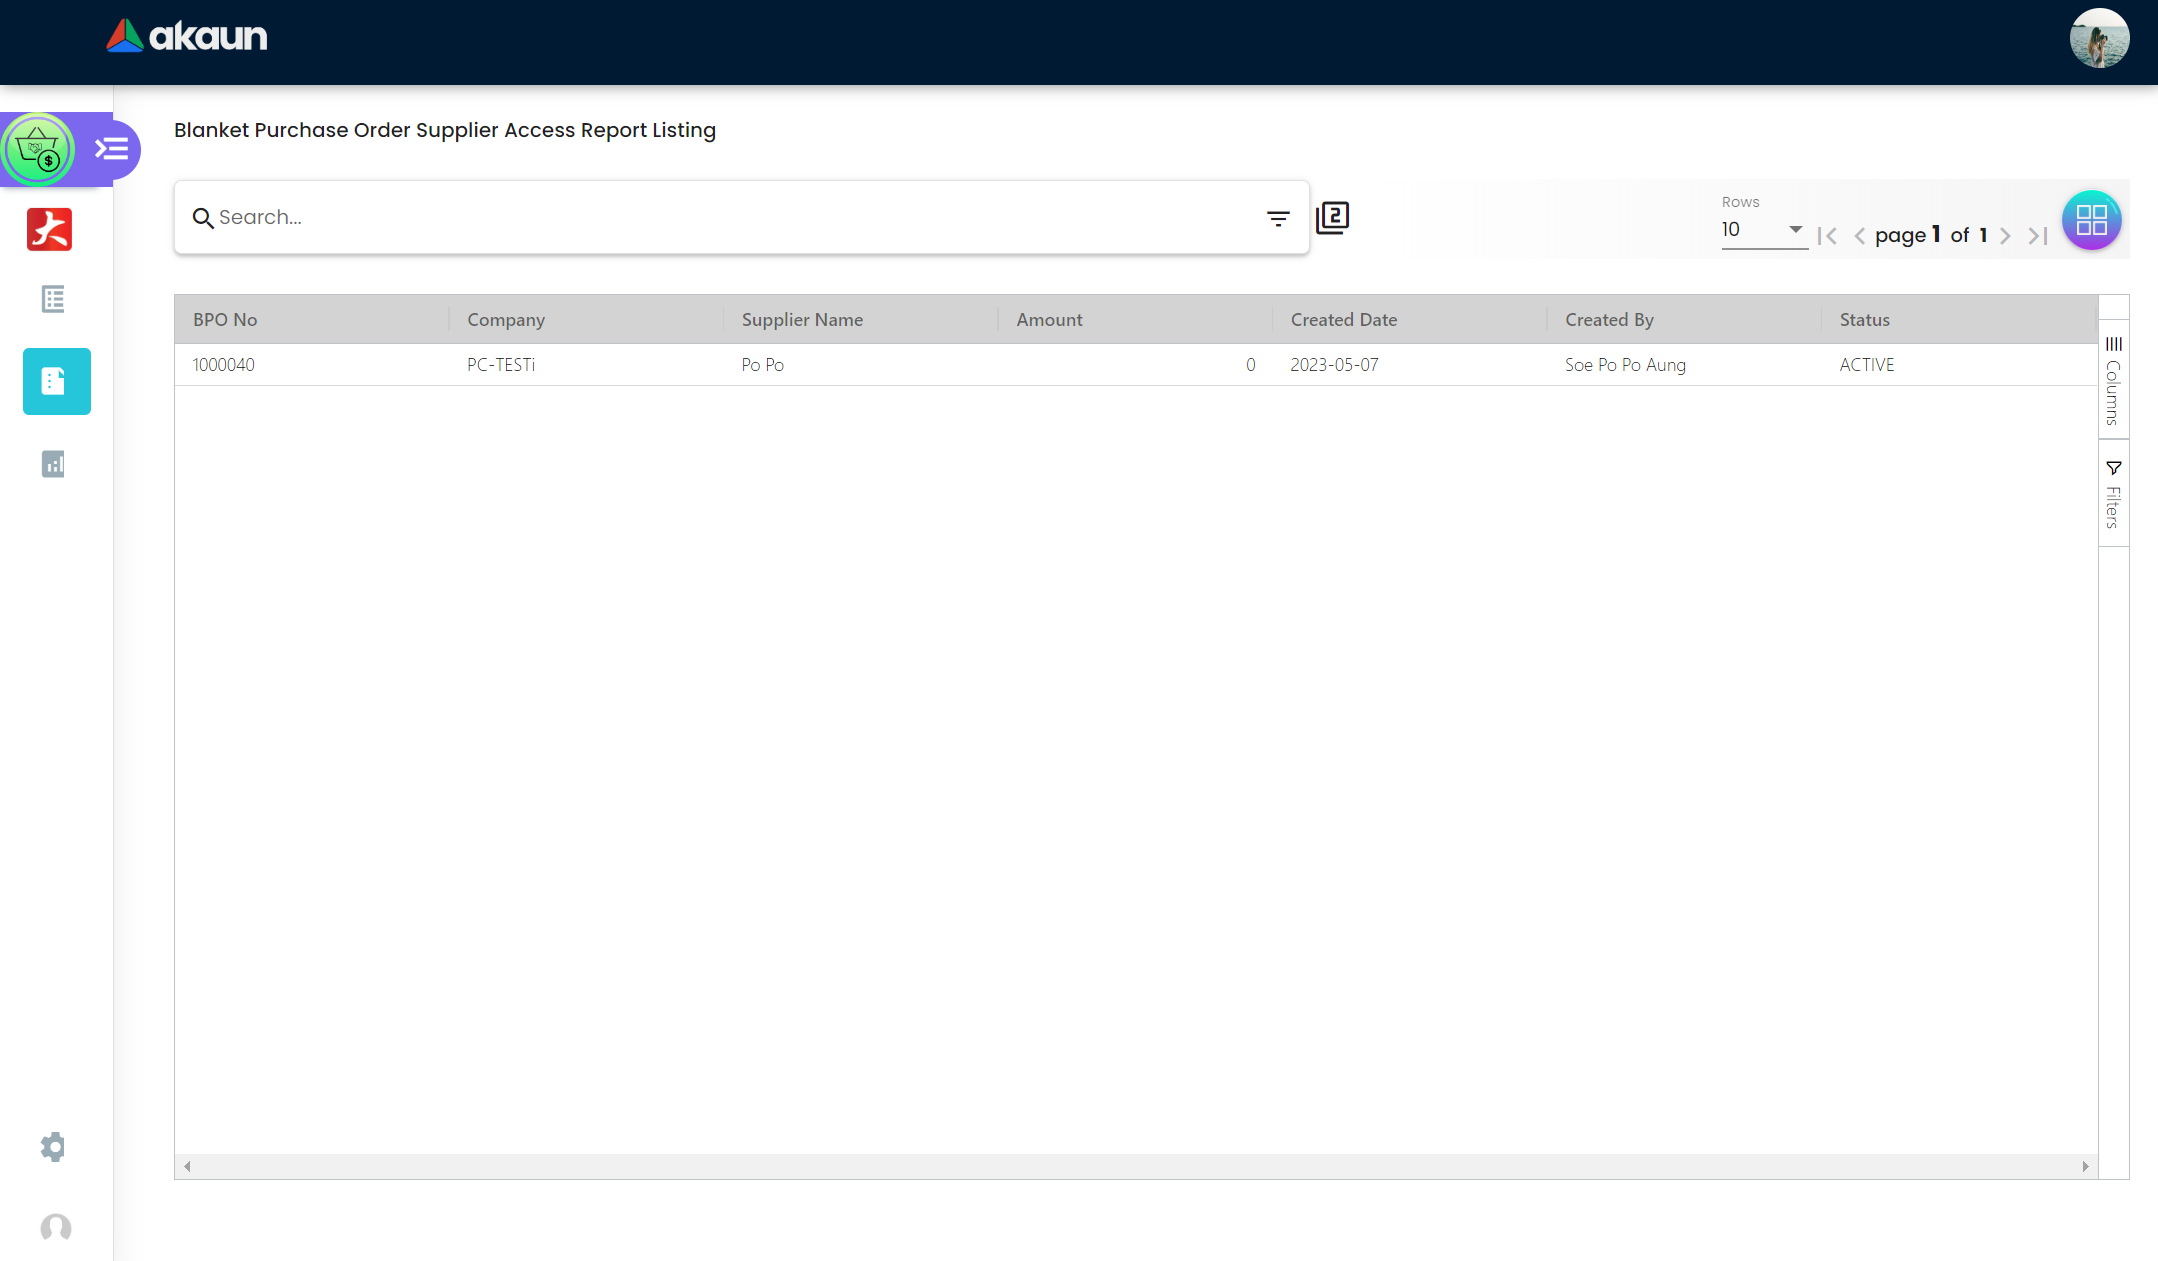 akaun
Blanket Purchase Order Supplier Access Report Listing
Search...
2
Rows
10
page 1 of 1
BPO No Company Supplier Name Amount Created Date Created By Status
1000040 PC-TESTi Po Po 0 2023-05-07 Soe Po Po Aung ACTIVE
Columns
Filters
大
$